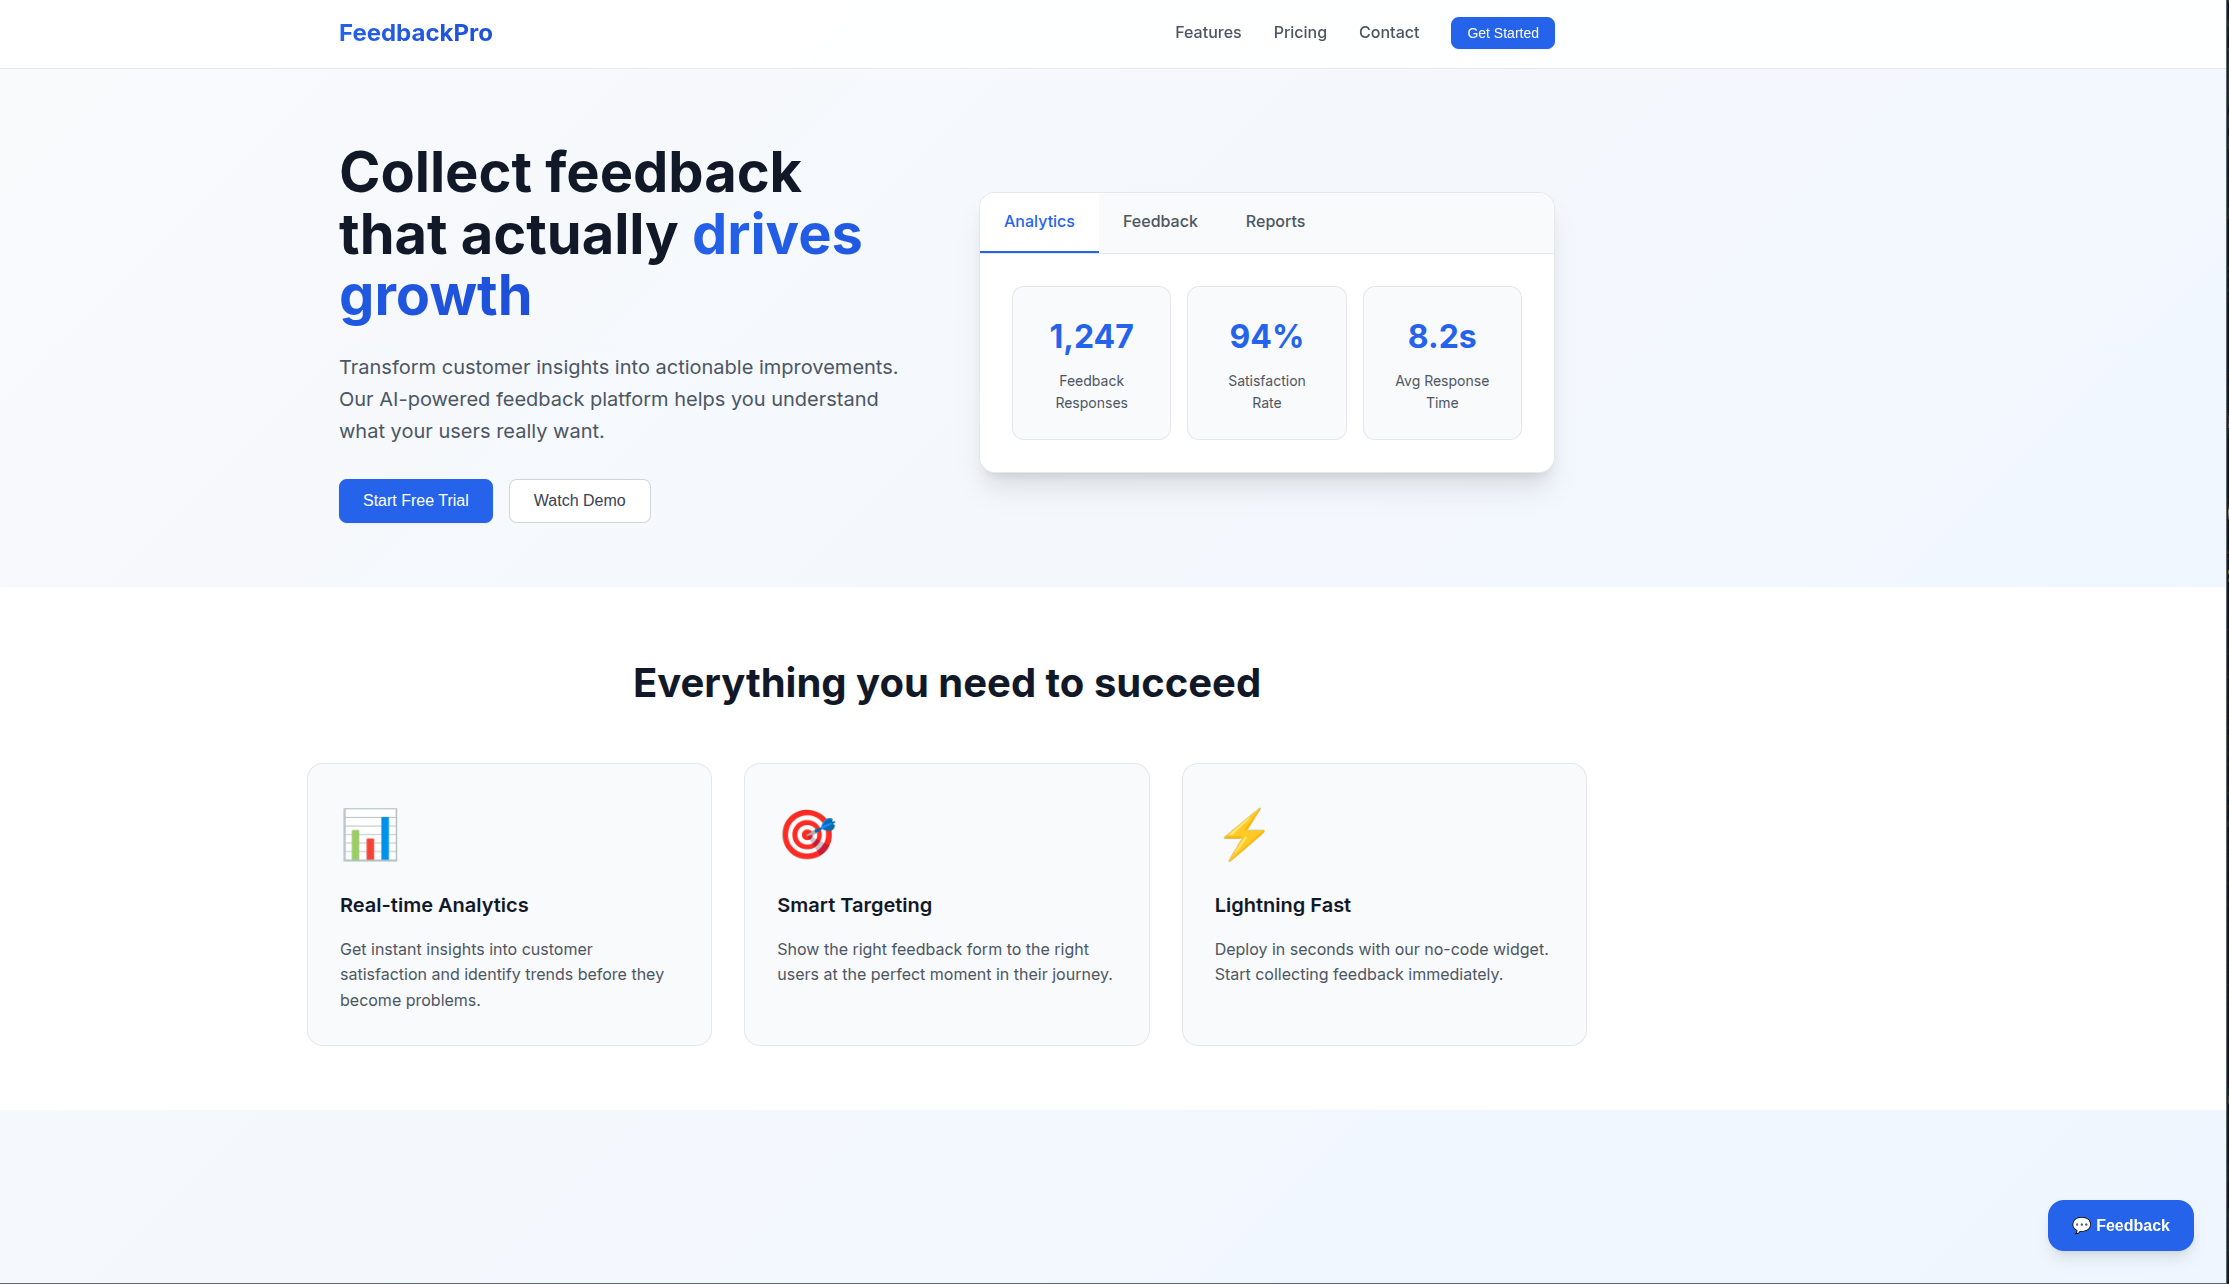 FeedbackPro
Features
Pricing
Contact
Get Started
Collect feedback
that actually drives
growth
Transform customer insights into actionable improvements.
Our AI-powered feedback platform helps you understand
what your users really want.
Start Free Trial
Watch Demo
Analytics
Feedback
Reports
1,247
Feedback
Responses
94%
Satisfaction
Rate
8.2s
Avg Response
Time
Everything you need to succeed
Real-time Analytics
Get instant insights into customer
satisfaction and identify trends before they
become problems.
Smart Targeting
Show the right feedback form to the right
users at the perfect moment in their journey.
Lightning Fast
Deploy in seconds with our no-code widget.
Start collecting feedback immediately.
💬 Feedback